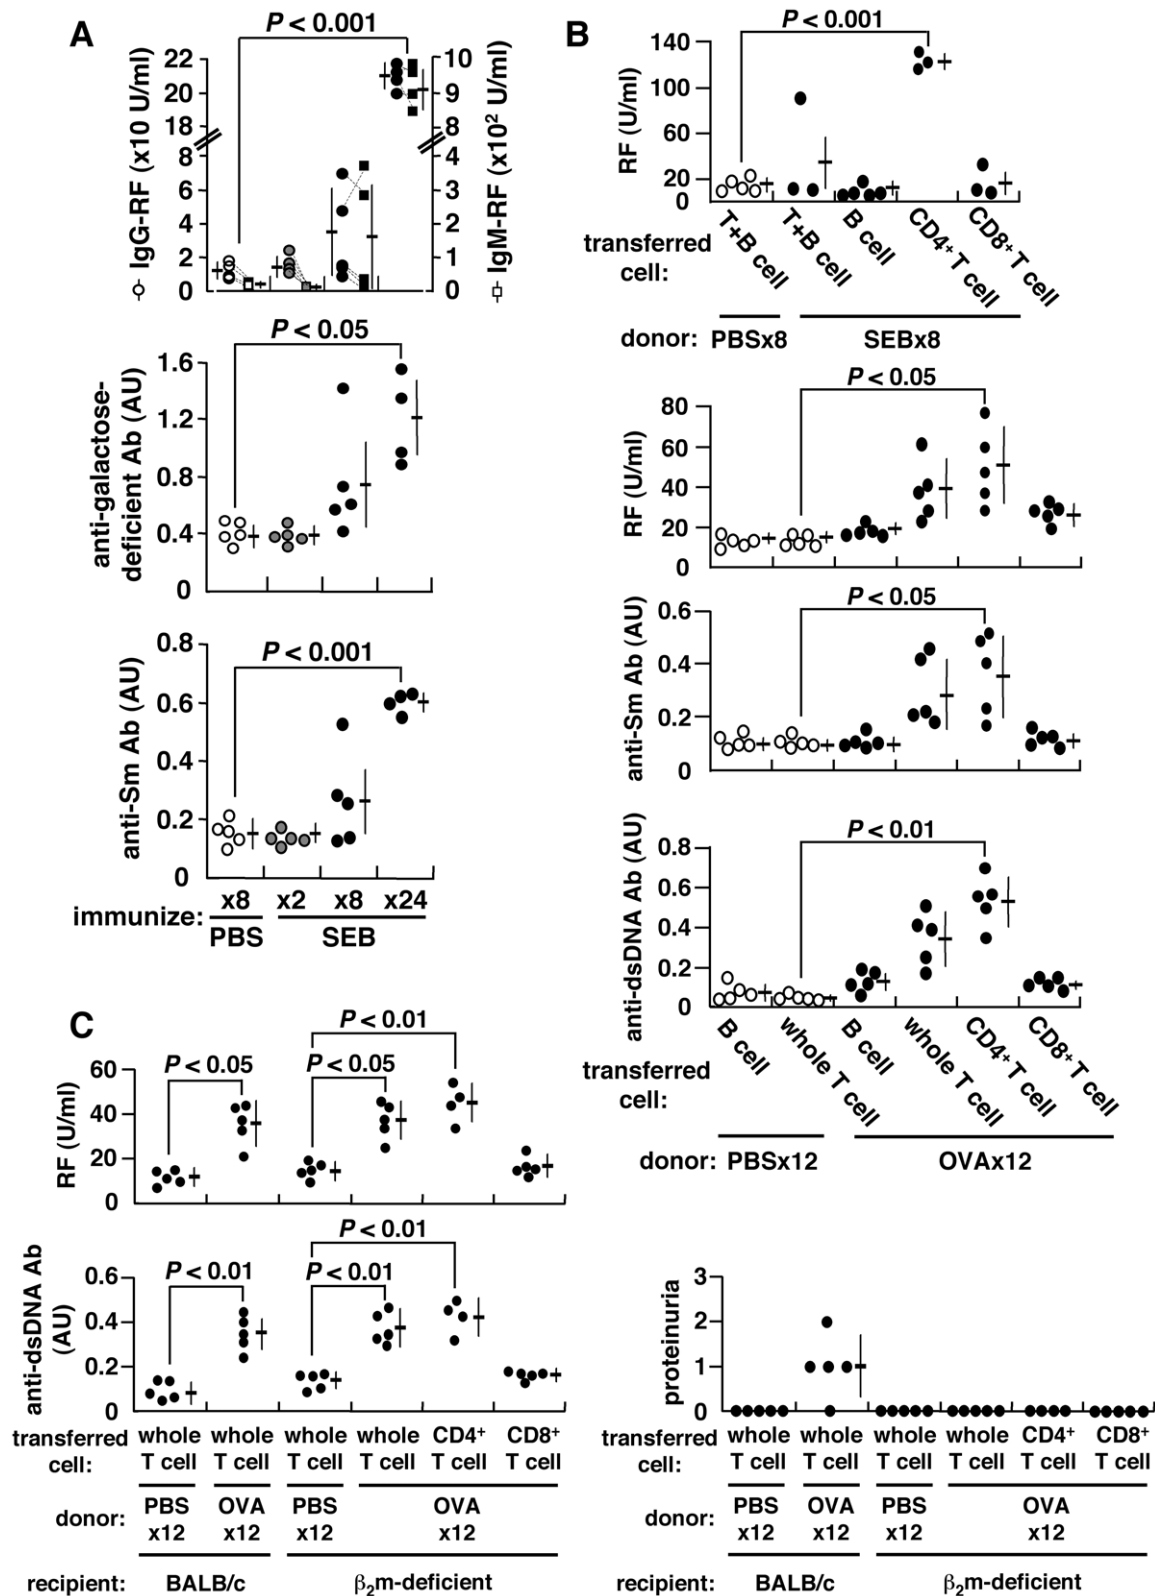 A
P < 0.001
IgG-RF (x10 U/ml)
22
20
18
8
6
4
2
0
10
9
8
4
3
2
1
0
IgM-RF (x10² U/ml)
P < 0.05
anti-galactose-
deficient Ab (AU)
1.6
1.2
0.8
0.4
0
P < 0.001
anti-Sm Ab (AU)
0.8
0.6
0.4
0.2
0
immunize: x8 x2 x8 x24
PBS SEB
B
P < 0.001
RF (U/ml)
140
100
60
20
0
transferred
cell:
T+B cell
T+B cell
B cell
CD4⁺ T cell
CD8⁺ T cell
donor: PBSx8 SEBx8
P < 0.05
RF (U/ml)
80
60
40
20
0
P < 0.05
anti-Sm Ab (AU)
0.6
0.4
0.2
0
P < 0.01
anti-dsDNA Ab (AU)
0.8
0.6
0.4
0.2
0
transferred
cell:
B cell
whole T cell
B cell
whole T cell
CD4⁺ T cell
CD8⁺ T cell
donor: PBSx12 OVAx12
C
P < 0.01
P < 0.05 P < 0.05
RF (U/ml)
60
40
20
0
P < 0.01
P < 0.01 P < 0.01
anti-dsDNA Ab
(AU)
0.6
0.4
0.2
0
transferred whole whole whole whole CD4⁺ CD8⁺
cell: T cell T cell T cell T cell T cell T cell
donor: PBS OVA PBS OVA
x12 x12 x12 x12
recipient: BALB/c β₂m-deficient
proteinuria
3
2
1
0
transferred whole whole whole whole CD4⁺ CD8⁺
cell: T cell T cell T cell T cell T cell T cell
donor: PBS OVA PBS OVA
x12 x12 x12 x12
recipient: BALB/c β₂m-deficient